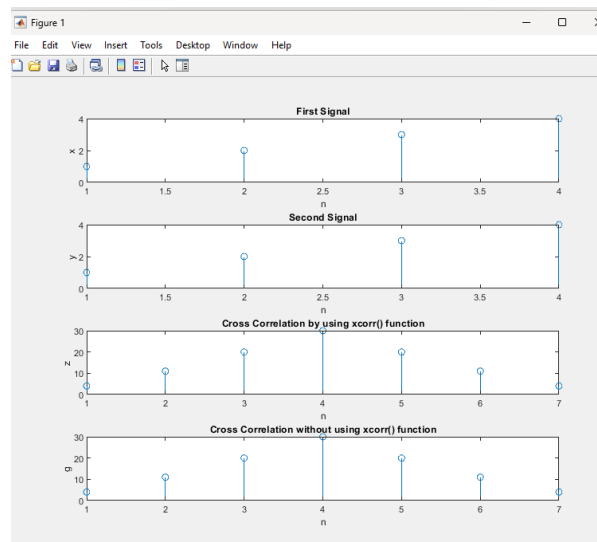 Figure 1
File Edit View Insert Tools Desktop Window Help
First Signal
4
2
0
x
1 1.5 2 2.5 3 3.5 4
n
Second Signal
4
2
0
y
1 1.5 2 2.5 3 3.5 4
n
Cross Correlation by using xcorr() function
30
20
10
0
z
1 2 3 4 5 6 7
n
Cross Correlation without using xcorr() function
30
20
10
0
g
1 2 3 4 5 6 7
n